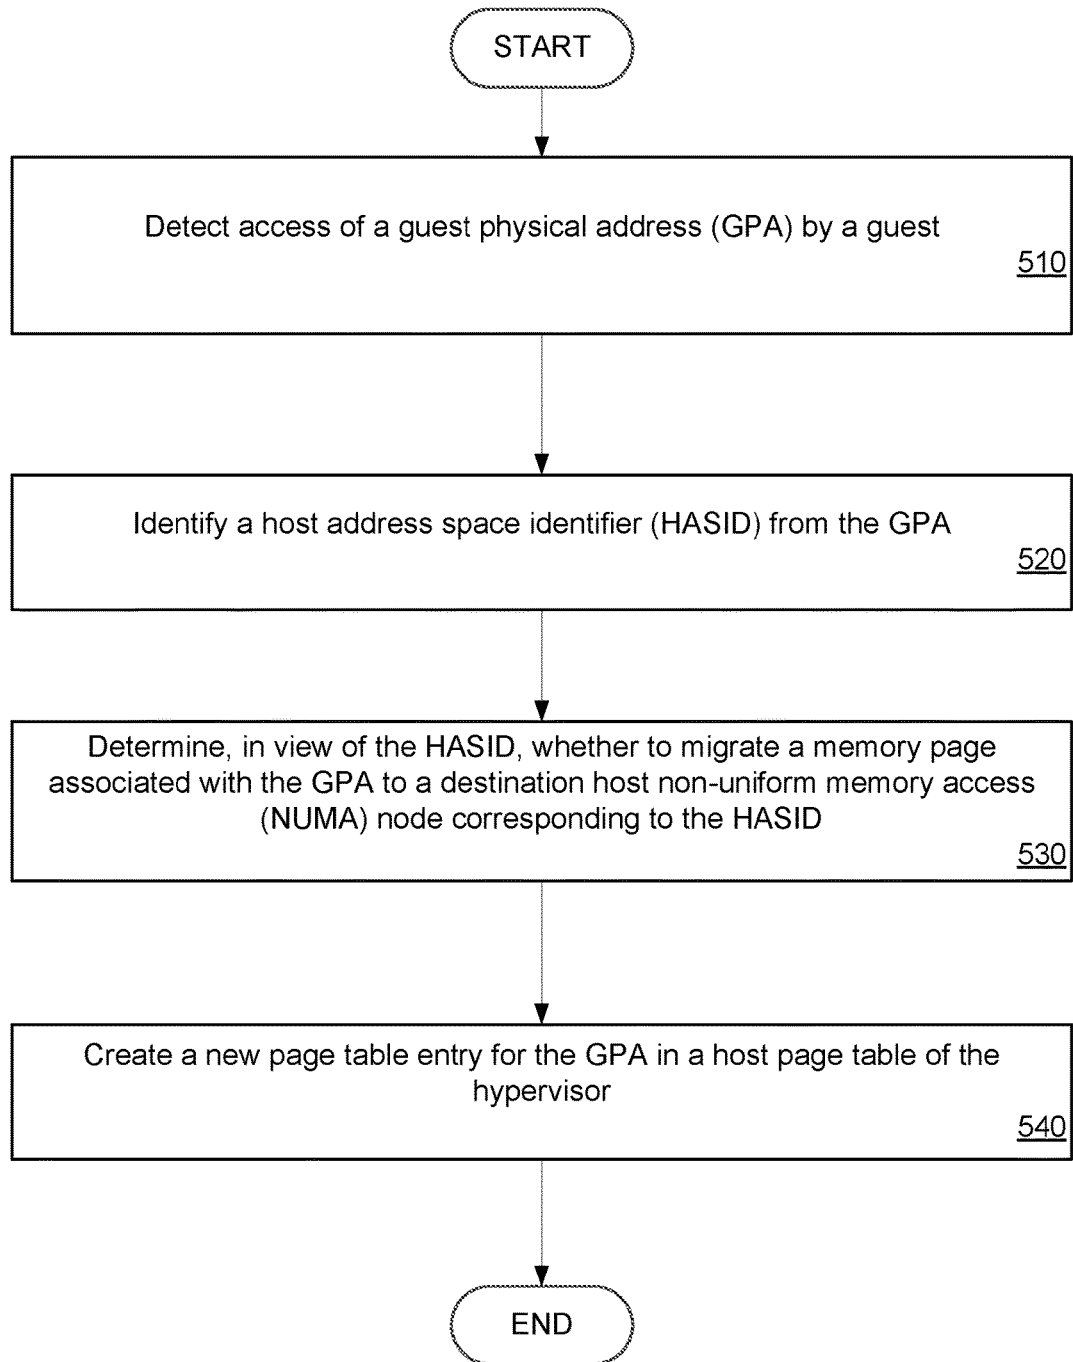 START
Detect access of a guest physical address (GPA) by a guest
510
Identify a host address space identifier (HASID) from the GPA
520
Determine, in view of the HASID, whether to migrate a memory page
associated with the GPA to a destination host non-uniform memory access
(NUMA) node corresponding to the HASID
530
Create a new page table entry for the GPA in a host page table of the
hypervisor
540
END